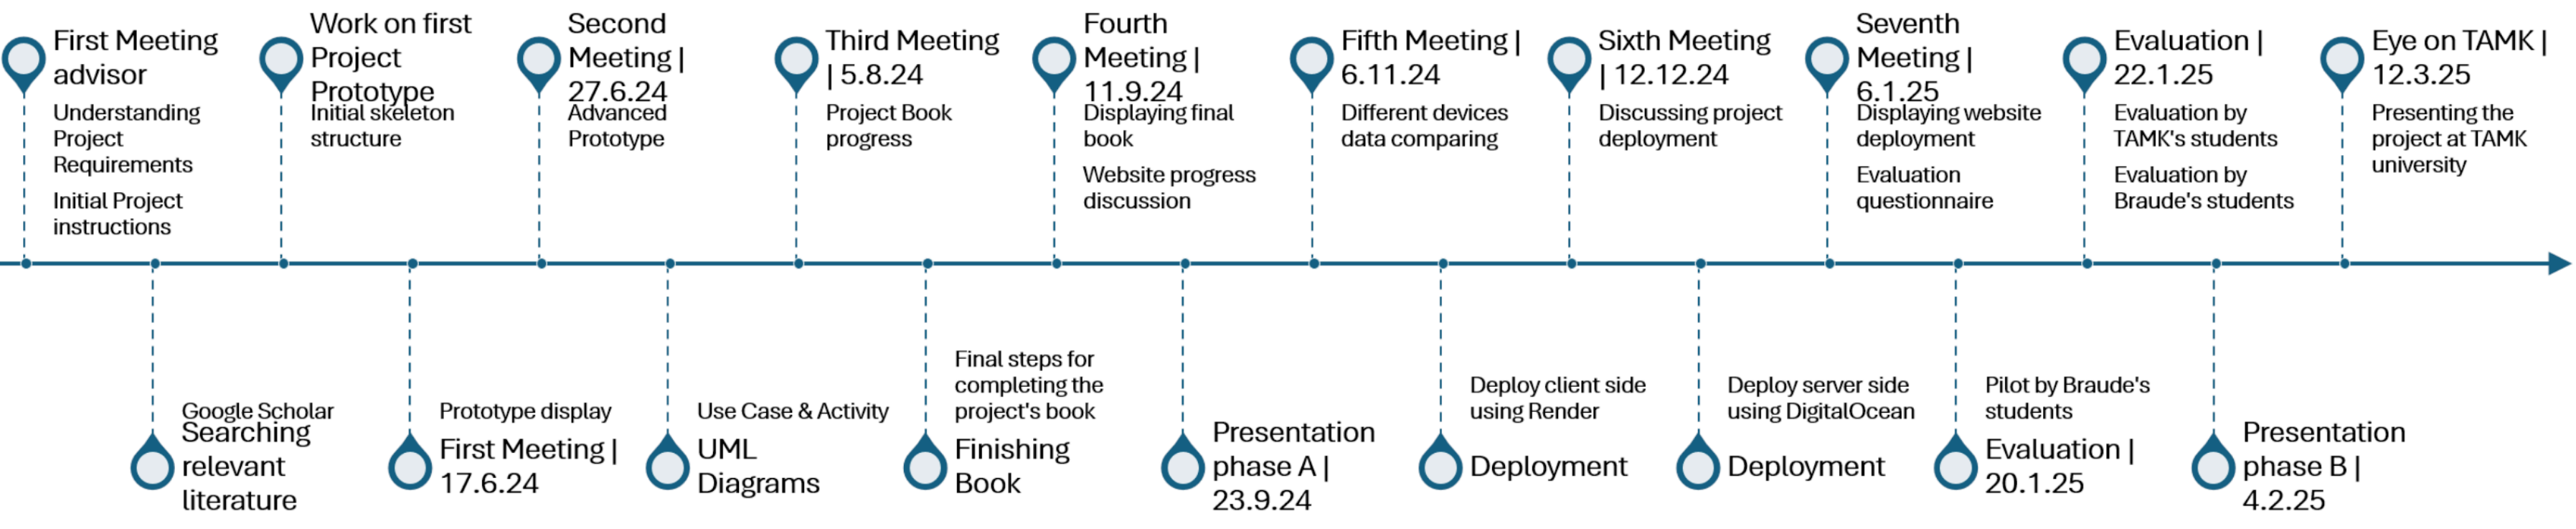 First Meeting
advisor
Understanding
Project
Requirements
Initial Project
instructions
Work on first
Project
Prototype
Initial skeleton
structure
Second
Meeting |
27.6.24
Advanced
Prototype
Third Meeting
| 5.8.24
Project Book
progress
Fourth
Meeting |
11.9.24
Displaying final
book
Website progress
discussion
Fifth Meeting |
6.11.24
Different devices
data comparing
Sixth Meeting
| 12.12.24
Discussing project
deployment
Seventh
Meeting |
6.1.25
Displaying website
deployment
Evaluation
questionnaire
Evaluation |
22.1.25
Evaluation by
TAMK's students
Evaluation by
Braude's students
Eye on TAMK |
12.3.25
Presenting the
project at TAMK
university
Google Scholar
Searching
relevant
literature
Prototype display
First Meeting |
17.6.24
Use Case & Activity
UML
Diagrams
Final steps for
completing the
project's book
Finishing
Book
Presentation
phase A |
23.9.24
Deploy client side
using Render
Deployment
Deploy server side
using DigitalOcean
Deployment
Pilot by Braude's
students
Evaluation |
20.1.25
Presentation
phase B |
4.2.25